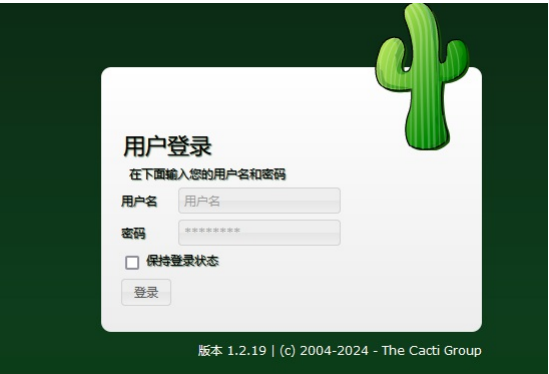 用户登录
在下面输入您的用户名和密码
用户名 用户名
密码 ********
保持登录状态
登录
版本 1.2.19 | (c) 2004-2024 - The Cacti Group